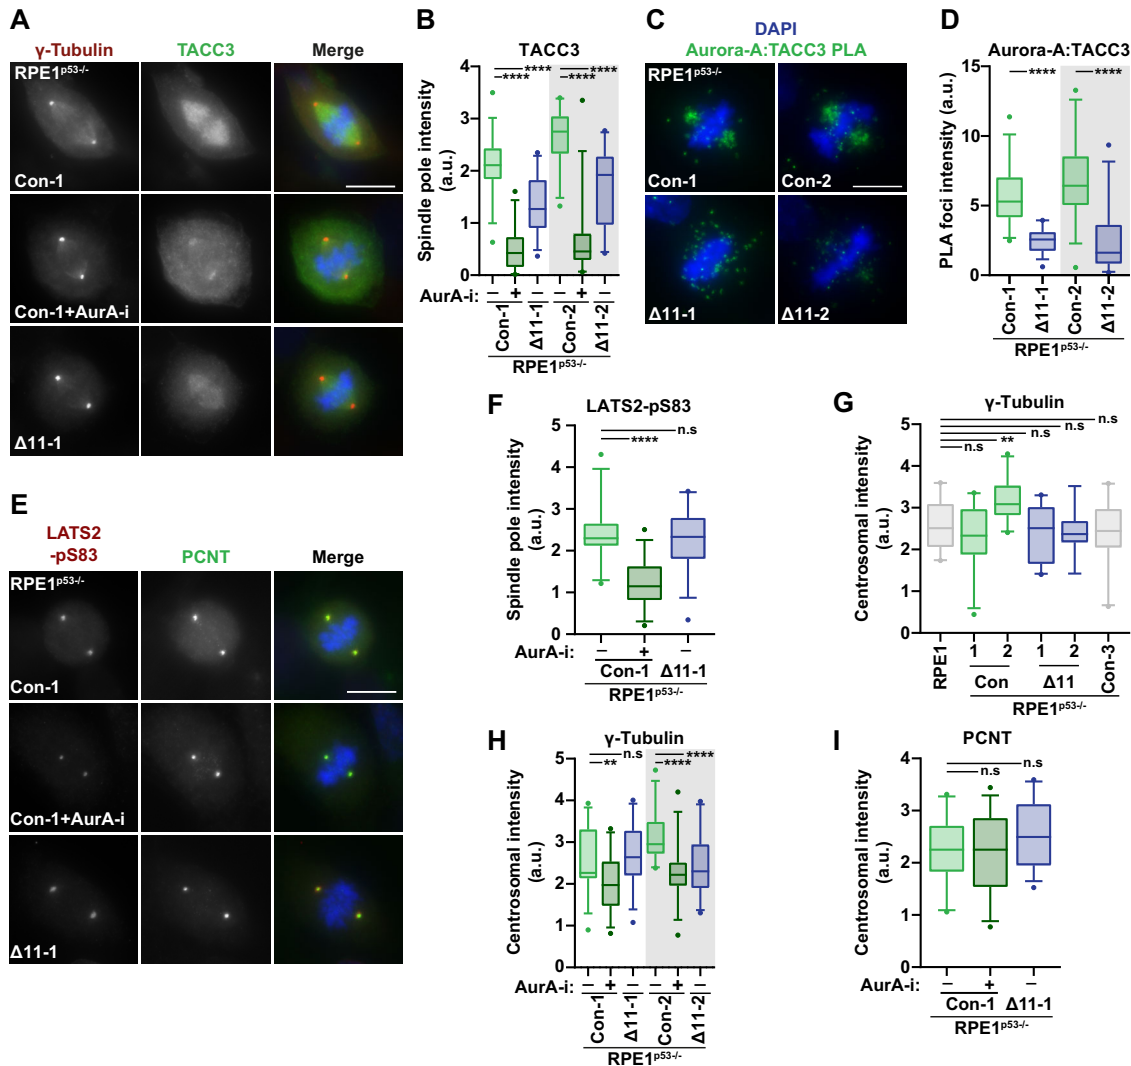 A
γ-Tubulin TACC3 Merge
RPE1p53-/-
Con-1
Con-1+AurA-i
Δ11-1
B
TACC3
Spindle pole intensity
(a.u.)
4
3
2
1
0
****
****
****
****
AurA-i: – + – – + –
Con-1 Δ11-1 Con-2 Δ11-2
RPE1p53-/-
C
DAPI
Aurora-A:TACC3 PLA
RPE1p53-/-
Con-1 Con-2
Δ11-1 Δ11-2
D
Aurora-A:TACC3
PLA foci intensity (a.u.)
15
10
5
0
**** ****
Con-1 Δ11-1 Con-2 Δ11-2
RPE1p53-/-
E
LATS2
-pS83 PCNT Merge
RPE1p53-/-
Con-1
Con-1+AurA-i
Δ11-1
F
LATS2-pS83
Spindle pole intensity
(a.u.)
5
4
3
2
1
0
n.s
****
AurA-i: – + –
Con-1 Δ11-1
RPE1p53-/-
G
γ-Tubulin
Centrosomal intensity
(a.u.)
5
4
3
2
1
0
n.s
n.s
n.s
**
n.s
RPE1 1 2 1 2 Con-3
Con Δ11
RPE1p53-/-
H
γ-Tubulin
Centrosomal intensity
(a.u.)
5
4
3
2
1
0
n.s ****
** ****
AurA-i: – + – – + –
Con-1 Δ11-1 Con-2 Δ11-2
RPE1p53-/-
I
PCNT
Centrosomal intensity
(a.u.)
4
3
2
1
0
n.s
n.s
AurA-i: – + –
Con-1 Δ11-1
RPE1p53-/-